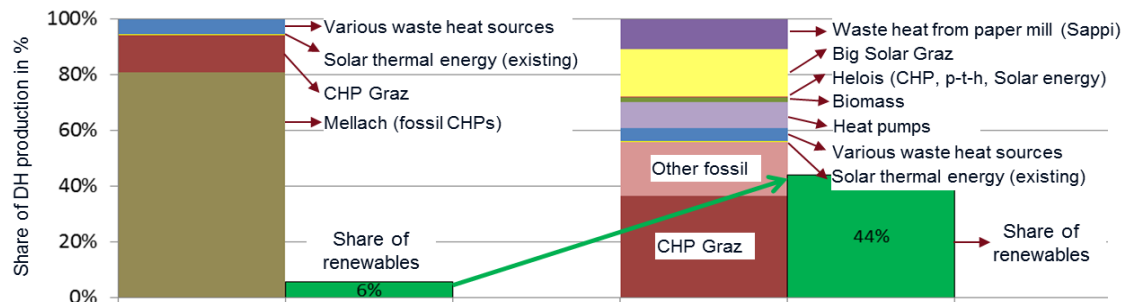 Share of DH production in %
100%
80%
60%
40%
20%
0%
Various waste heat sources
Solar thermal energy (existing)
CHP Graz
Mellach (fossil CHPs)
Share of
renewables
6%
Other fossil
CHP Graz
44%
Waste heat from paper mill (Sappi)
Big Solar Graz
Helois (CHP, p-t-h, Solar energy)
Biomass
Heat pumps
Various waste heat sources
Solar thermal energy (existing)
Share of
renewables